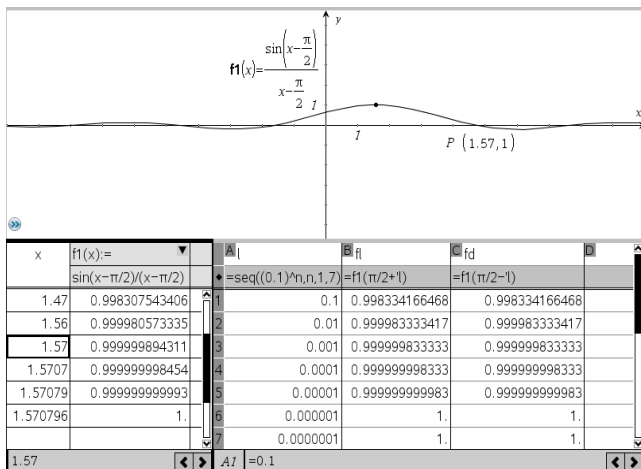 y
f1(x)=sin(x-π/2)/x-π/2
1
x
1
P (1.57,1)
x f1(x):= ▼
sin(x-π/2)/(x-π/2)
1.47 0.998307543406
1.56 0.999980573335
1.57 0.999999894311
1.5707 0.999999998454
1.57079 0.999999999993
1.570796 1.
1.57
A l B fl C fd D
◆ =seq((0.1)^n,n,1,7) =f1(π/2+'l) =f1(π/2-'l)
1 0.1 0.998334166468 0.998334166468
2 0.01 0.999983333417 0.999983333417
3 0.001 0.999999833333 0.999999833333
4 0.0001 0.999999998333 0.999999998333
5 0.00001 0.999999999983 0.999999999983
6 0.000001 1. 1.
7 0.0000001 1. 1.
A1 =0.1